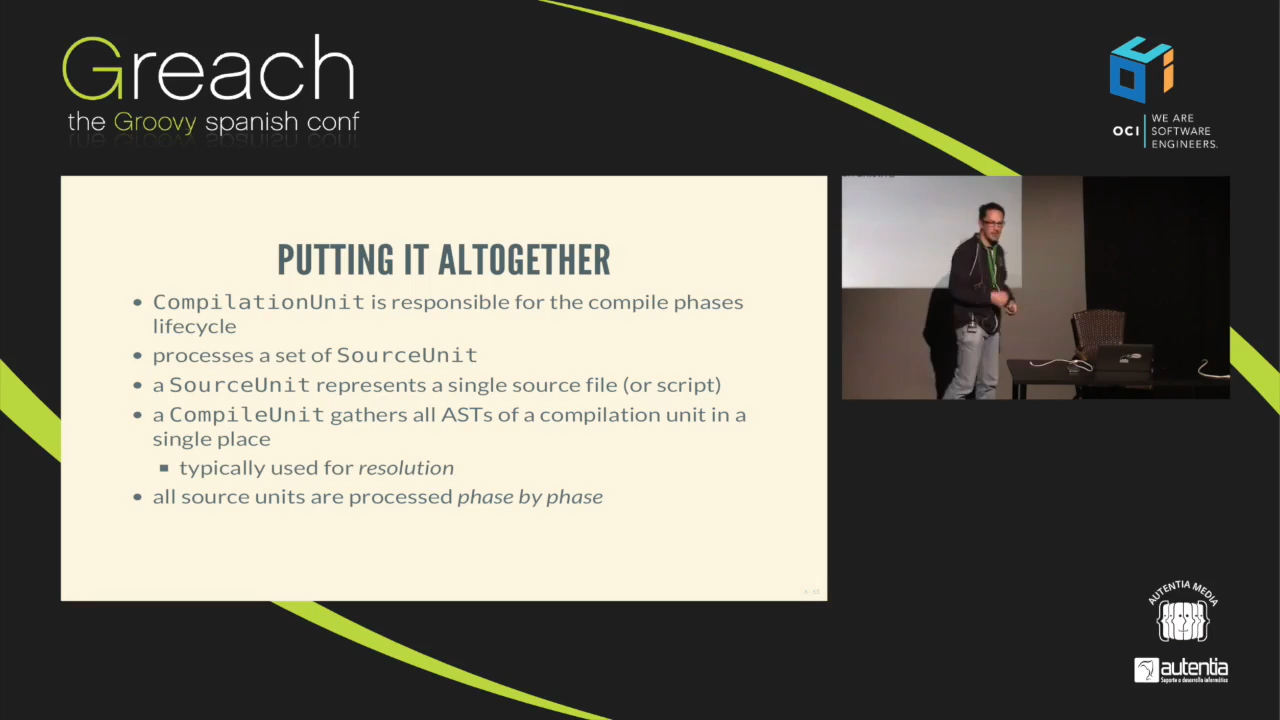 Greach
the Groovy spanish conf
OCI
WE ARE
SOFTWARE
ENGINEERS.
PUTTING IT ALTOGETHER
• CompilationUnit is responsible for the compile phases
lifecycle
• processes a set of SourceUnit
• a SourceUnit represents a single source file (or script)
• a CompileUnit gathers all ASTs of a compilation unit in a
single place
▪ typically used for resolution
• all source units are processed phase by phase
AUTENTIA MEDIA
autentia
Soporte a desarrollo informático